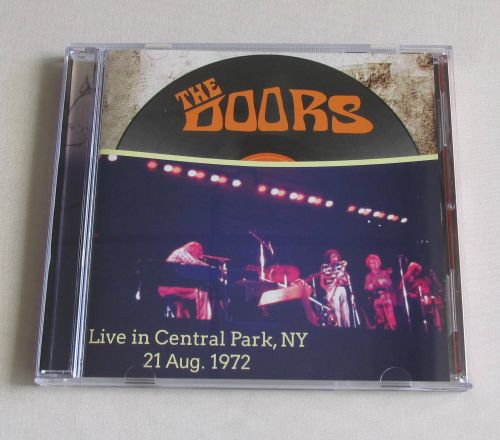 THE
DOORS
Live in Central Park, NY
21 Aug. 1972